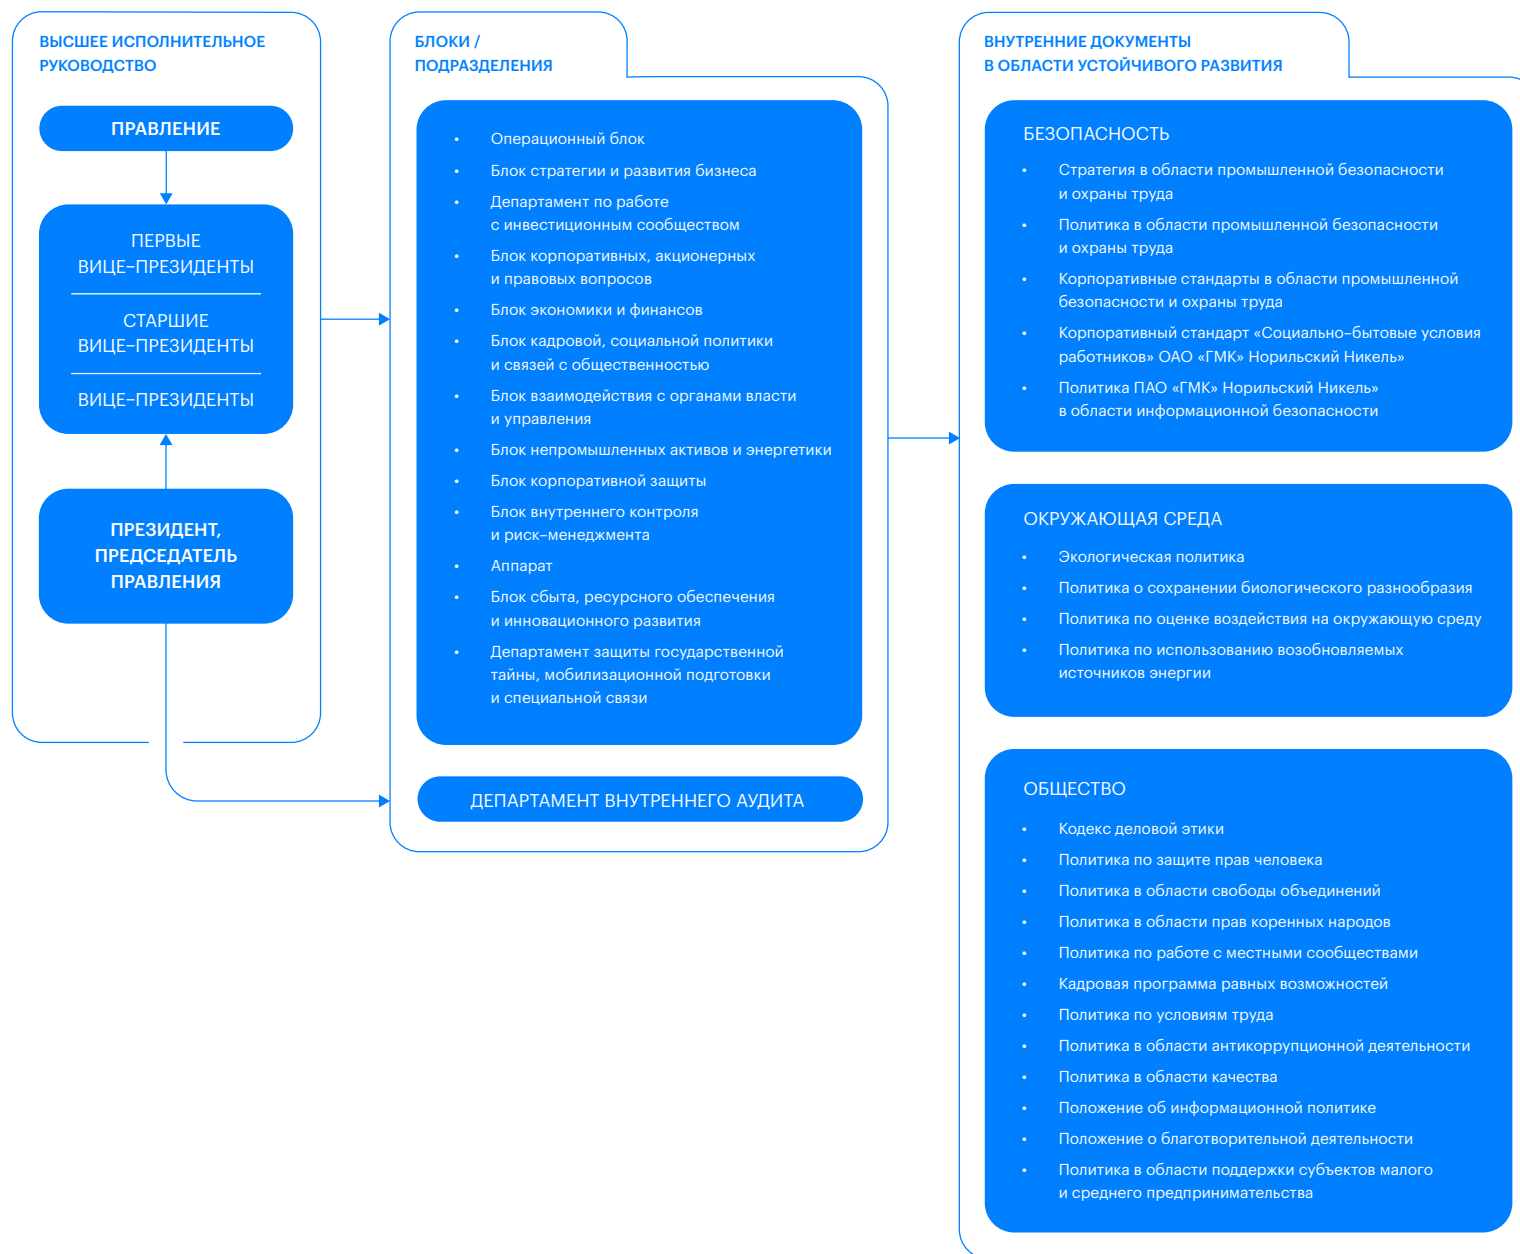 ВЫСШЕЕ ИСПОЛНИТЕЛЬНОЕ
РУКОВОДСТВО
ПРАВЛЕНИЕ
ПЕРВЫЕ
ВИЦЕ-ПРЕЗИДЕНТЫ
СТАРШИЕ
ВИЦЕ-ПРЕЗИДЕНТЫ
ВИЦЕ-ПРЕЗИДЕНТЫ
ПРЕЗИДЕНТ,
ПРЕДСЕДАТЕЛЬ
ПРАВЛЕНИЯ
БЛОКИ /
ПОДРАЗДЕЛЕНИЯ
• Операционный блок
• Блок стратегии и развития бизнеса
• Департамент по работе
с инвестиционным сообществом
• Блок корпоративных, акционерных
и правовых вопросов
• Блок экономики и финансов
• Блок кадровой, социальной политики
и связей с общественностью
• Блок взаимодействия с органами власти
и управления
• Блок непромышленных активов и энергетики
• Блок корпоративной защиты
• Блок внутреннего контроля
и риск-менеджмента
• Аппарат
• Блок сбыта, ресурсного обеспечения
и инновационного развития
• Департамент защиты государственной
тайны, мобилизационной подготовки
и специальной связи
ДЕПАРТАМЕНТ ВНУТРЕННЕГО АУДИТА
ВНУТРЕННИЕ ДОКУМЕНТЫ
В ОБЛАСТИ УСТОЙЧИВОГО РАЗВИТИЯ
БЕЗОПАСНОСТЬ
• Стратегия в области промышленной безопасности
и охраны труда
• Политика в области промышленной безопасности
и охраны труда
• Корпоративные стандарты в области промышленной
безопасности и охраны труда
• Корпоративный стандарт «Социально-бытовые условия
работников» ОАО «ГМК» Норильский Никель»
• Политика ПАО «ГМК» Норильский Никель»
в области информационной безопасности
ОКРУЖАЮЩАЯ СРЕДА
• Экологическая политика
• Политика о сохранении биологического разнообразия
• Политика по оценке воздействия на окружающую среду
• Политика по использованию возобновляемых
источников энергии
ОБЩЕСТВО
• Кодекс деловой этики
• Политика по защите прав человека
• Политика в области свободы объединений
• Политика в области прав коренных народов
• Политика по работе с местными сообществами
• Кадровая программа равных возможностей
• Политика по условиям труда
• Политика в области антикоррупционной деятельности
• Политика в области качества
• Положение об информационной политике
• Положение о благотворительной деятельности
• Политика в области поддержки субъектов малого
и среднего предпринимательства